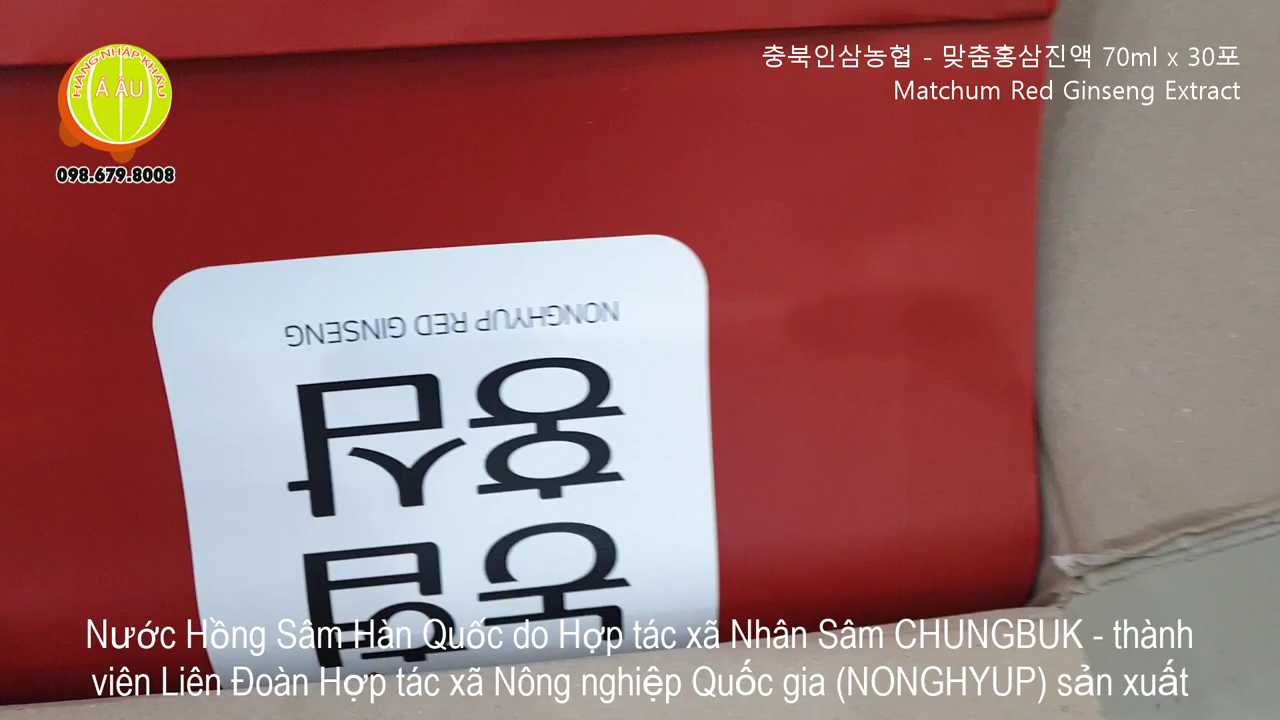 HÀNG NHẬP KHẨU
Á ÂU
098.679.8008
충북인삼농협 - 맞춤홍삼진액 70ml x 30포
Matchum Red Ginseng Extract
농협
홍삼
NONGHYUP RED GINSENG
Nước Hồng Sâm Hàn Quốc do Hợp tác xã Nhân Sâm CHUNGBUK - thành
viên Liên Đoàn Hợp tác xã Nông nghiệp Quốc gia (NONGHYUP) sản xuất